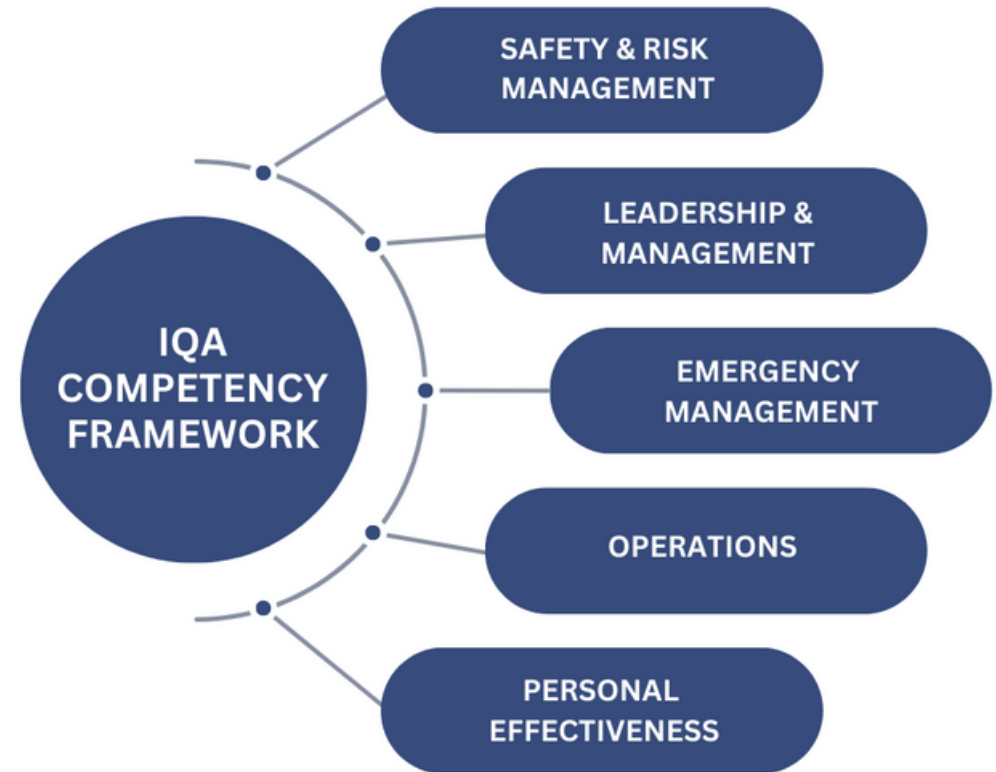 SAFETY & RISK
MANAGEMENT
LEADERSHIP &
MANAGEMENT
IQA
COMPETENCY
FRAMEWORK
EMERGENCY
MANAGEMENT
OPERATIONS
PERSONAL
EFFECTIVENESS